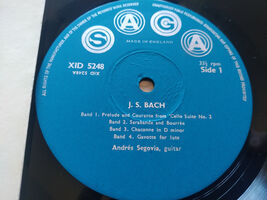 SAGA
MADE IN ENGLAND
XID 5248
33⅓ rpm
Side 1
J. S. BACH
Band 1. Prelude and Courante from 'Cello Suite No. 3
Band 2. Sarabande and Bourrée
Band 3. Chaconne in D minor
Band 4. Gavotte for lute
Andrés Segovia, guitar